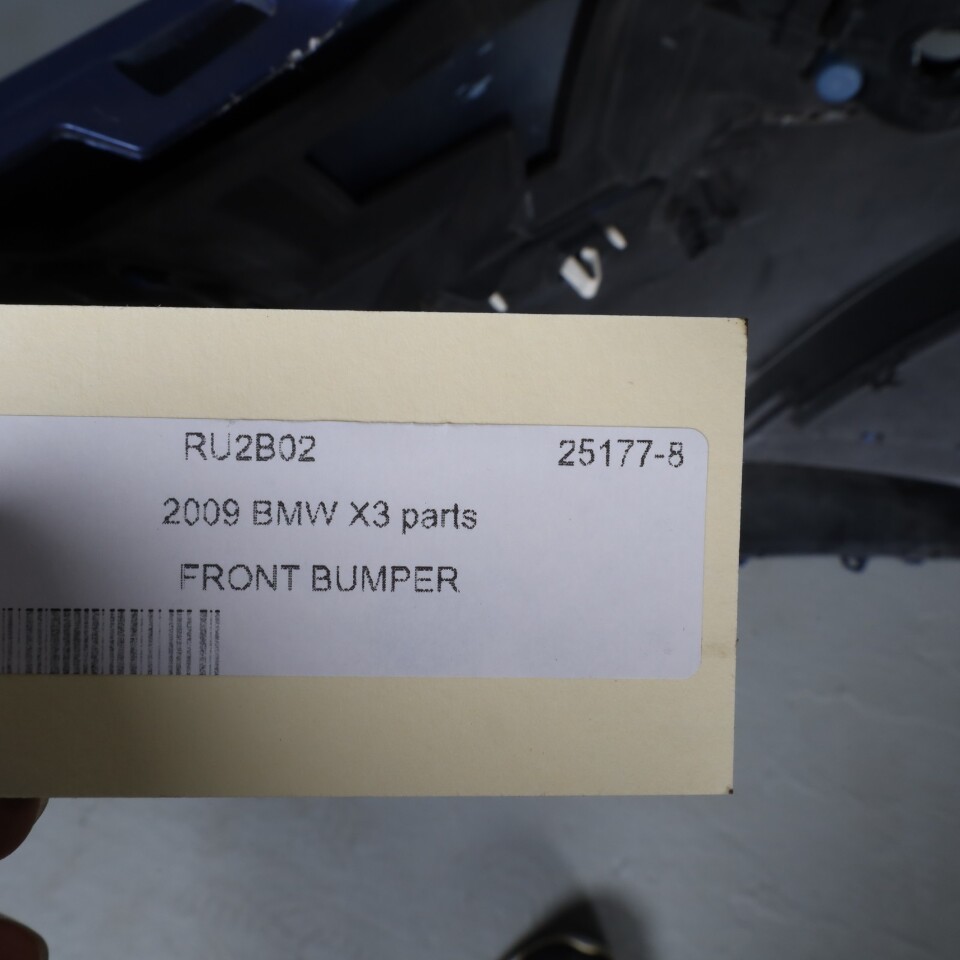 RU2B02 25177-8
2009 BMW X3 parts
FRONT BUMPER